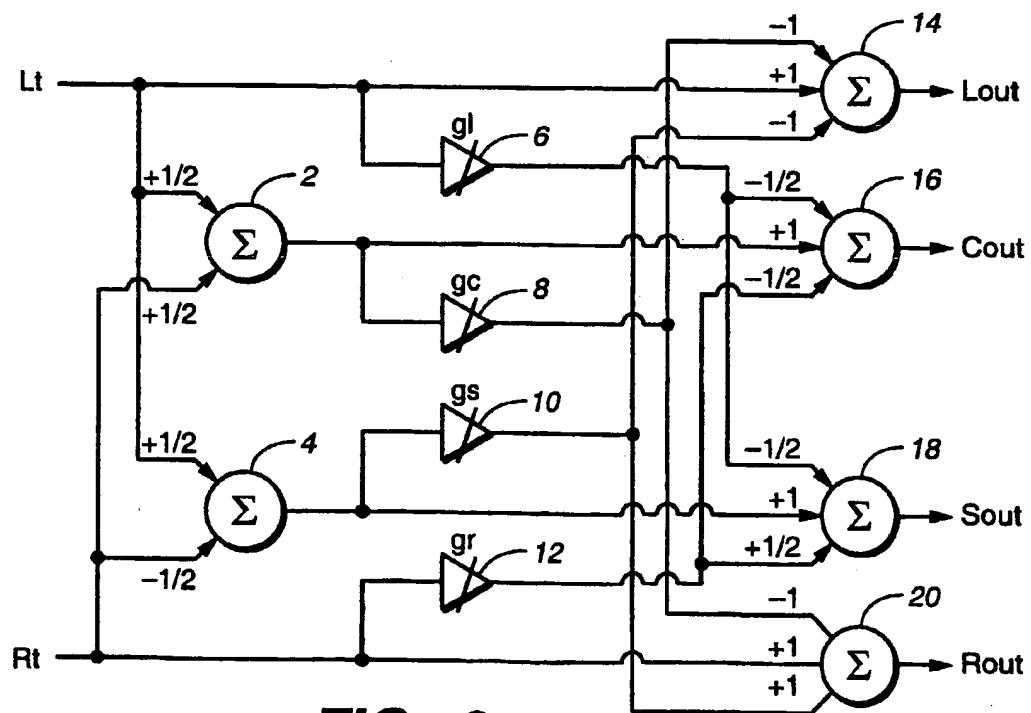 −1 14
Lt +1 Σ Lout
−1
gl 6
+1/2 2 −1/2 16
Σ +1 Σ Cout
+1/2 gc 8 −1/2
gs 10
+1/2 4 −1/2 18
Σ +1 Σ Sout
−1/2 gr 12 +1/2
−1 20
Rt +1 Σ Rout
+1